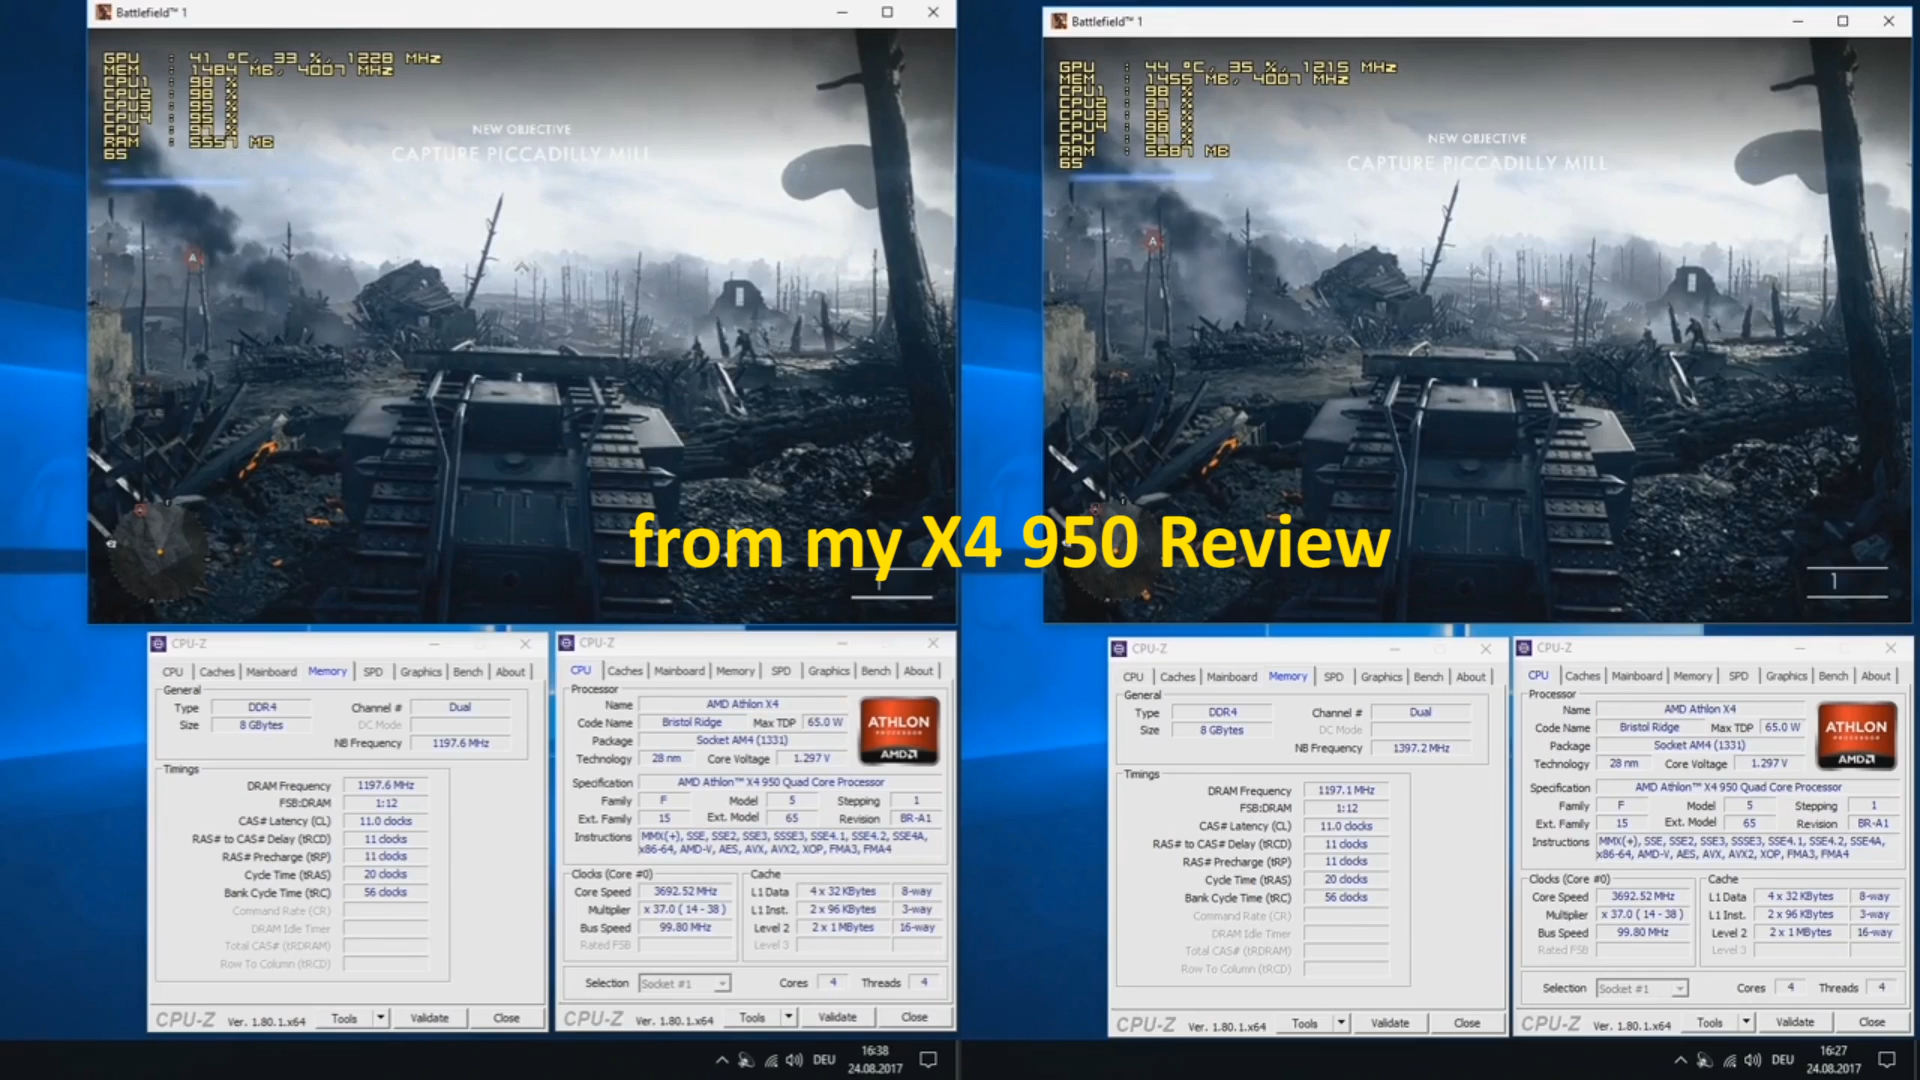 Battlefield™ 1
GPU : 41 °C, 33 %, 1228 MHz
MEM : 1484 MB, 4007 MHz
CPU1 : 98 %
CPU2 : 98 %
CPU3 : 95 %
CPU4 : 95 %
CPU : 97 %
RAM : 5557 MB
65
NEW OBJECTIVE
CAPTURE PICCADILLY MILL
A
Battlefield™ 1
GPU : 44 °C, 35 %, 1215 MHz
MEM : 1455 MB, 4007 MHz
CPU1 : 98 %
CPU2 : 97 %
CPU3 : 95 %
CPU4 : 98 %
CPU : 97 %
RAM : 5587 MB
65
NEW OBJECTIVE
CAPTURE PICCADILLY MILL
A
1
from my X4 950 Review
CPU-Z
CPU Caches Mainboard Memory SPD Graphics Bench About
General
Type DDR4 Channel # Dual
Size 8 GBytes DC Mode
NB Frequency 1197.6 MHz
Timings
DRAM Frequency 1197.6 MHz
FSB:DRAM 1:12
CAS# Latency (CL) 11.0 clocks
RAS# to CAS# Delay (tRCD) 11 clocks
RAS# Precharge (tRP) 11 clocks
Cycle Time (tRAS) 20 clocks
Bank Cycle Time (tRC) 56 clocks
Command Rate (CR)
DRAM Idle Timer
Total CAS# (tRDRAM)
Row To Column (tRCD)
CPU-Z Ver. 1.80.1.x64 Tools Validate Close
CPU-Z
CPU Caches Mainboard Memory SPD Graphics Bench About
Processor
Name AMD Athlon X4
Code Name Bristol Ridge Max TDP 65.0 W
Package Socket AM4 (1331)
Technology 28 nm Core Voltage 1.297 V
ATHLON
PROCESSOR
AMD
Specification AMD Athlon™ X4 950 Quad Core Processor
Family F Model 5 Stepping 1
Ext. Family 15 Ext. Model 65 Revision BR-A1
Instructions MMX(+), SSE, SSE2, SSE3, SSSE3, SSE4.1, SSE4.2, SSE4A,
x86-64, AMD-V, AES, AVX, AVX2, XOP, FMA3, FMA4
Clocks (Core #0) Cache
Core Speed 3692.52 MHz L1 Data 4 x 32 KBytes 8-way
Multiplier x 37.0 ( 14 - 38 ) L1 Inst. 2 x 96 KBytes 3-way
Bus Speed 99.80 MHz Level 2 2 x 1 MBytes 16-way
Rated FSB Level 3
Selection Socket #1 Cores 4 Threads 4
CPU-Z Ver. 1.80.1.x64 Tools Validate Close
CPU-Z
CPU Caches Mainboard Memory SPD Graphics Bench About
General
Type DDR4 Channel # Dual
Size 8 GBytes DC Mode
NB Frequency 1397.2 MHz
Timings
DRAM Frequency 1197.1 MHz
FSB:DRAM 1:12
CAS# Latency (CL) 11.0 clocks
RAS# to CAS# Delay (tRCD) 11 clocks
RAS# Precharge (tRP) 11 clocks
Cycle Time (tRAS) 20 clocks
Bank Cycle Time (tRC) 56 clocks
Command Rate (CR)
DRAM Idle Timer
Total CAS# (tRDRAM)
Row To Column (tRCD)
CPU-Z Ver. 1.80.1.x64 Tools Validate Close
CPU-Z
CPU Caches Mainboard Memory SPD Graphics Bench About
Processor
Name AMD Athlon X4
Code Name Bristol Ridge Max TDP 65.0 W
Package Socket AM4 (1331)
Technology 28 nm Core Voltage 1.297 V
ATHLON
PROCESSOR
AMD
Specification AMD Athlon™ X4 950 Quad Core Processor
Family F Model 5 Stepping 1
Ext. Family 15 Ext. Model 65 Revision BR-A1
Instructions MMX(+), SSE, SSE2, SSE3, SSSE3, SSE4.1, SSE4.2, SSE4A,
x86-64, AMD-V, AES, AVX, AVX2, XOP, FMA3, FMA4
Clocks (Core #0) Cache
Core Speed 3692.52 MHz L1 Data 4 x 32 KBytes 8-way
Multiplier x 37.0 ( 14 - 38 ) L1 Inst. 2 x 96 KBytes 3-way
Bus Speed 99.80 MHz Level 2 2 x 1 MBytes 16-way
Rated FSB Level 3
Selection Socket #1 Cores 4 Threads 4
CPU-Z Ver. 1.80.1.x64 Tools Validate Close
DEU 16:38
24.08.2017
DEU 16:27
24.08.2017